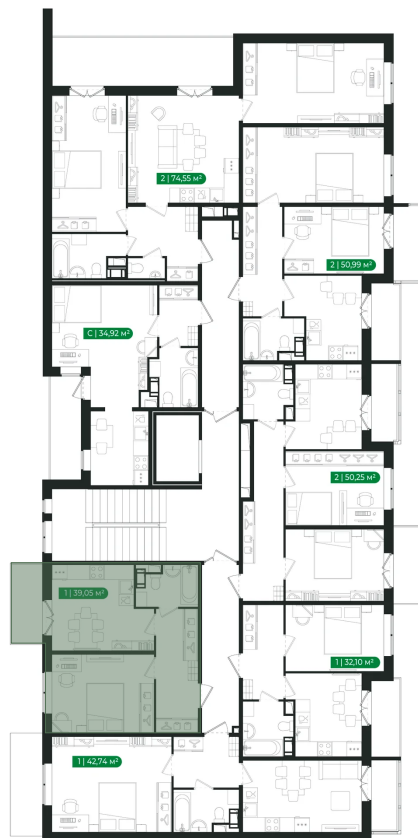 2 | 74,55 м²
2 | 50,99 м²
С | 34,92 м²
2 | 50,25 м²
1 | 39,05 м²
1 | 32,10 м²
1 | 42,74 м²